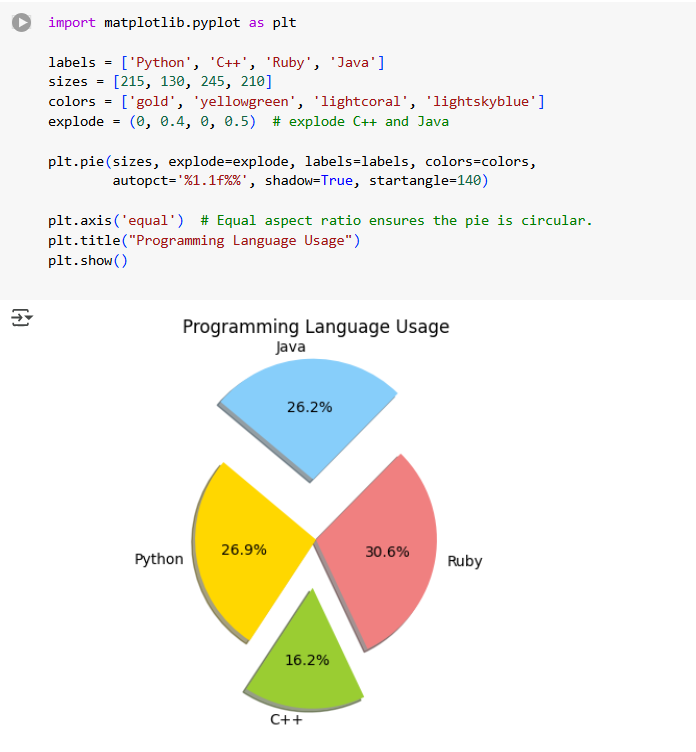 import matplotlib.pyplot as plt
labels = ['Python', 'C++', 'Ruby', 'Java']
sizes = [215, 130, 245, 210]
colors = ['gold', 'yellowgreen', 'lightcoral', 'lightskyblue']
explode = (0, 0.4, 0, 0.5)  # explode C++ and Java
plt.pie(sizes, explode=explode, labels=labels, colors=colors,
        autopct='%1.1f%%', shadow=True, startangle=140)
plt.axis('equal')  # Equal aspect ratio ensures the pie is circular.
plt.title("Programming Language Usage")
plt.show()
Programming Language Usage
Java
26.2%
26.9%
30.6%
Python
Ruby
16.2%
C++